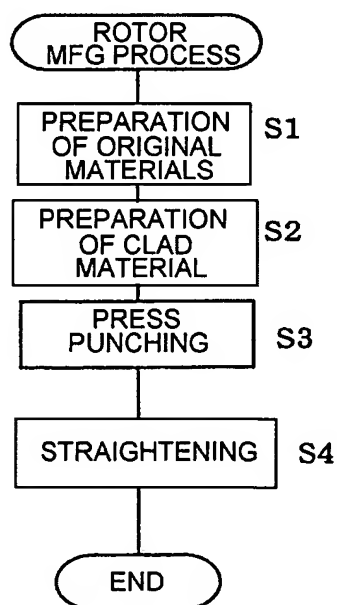 ROTOR
MFG PROCESS
PREPARATION
OF ORIGINAL
MATERIALS
S1
PREPARATION
OF CLAD
MATERIAL
S2
PRESS
PUNCHING
S3
STRAIGHTENING
S4
END